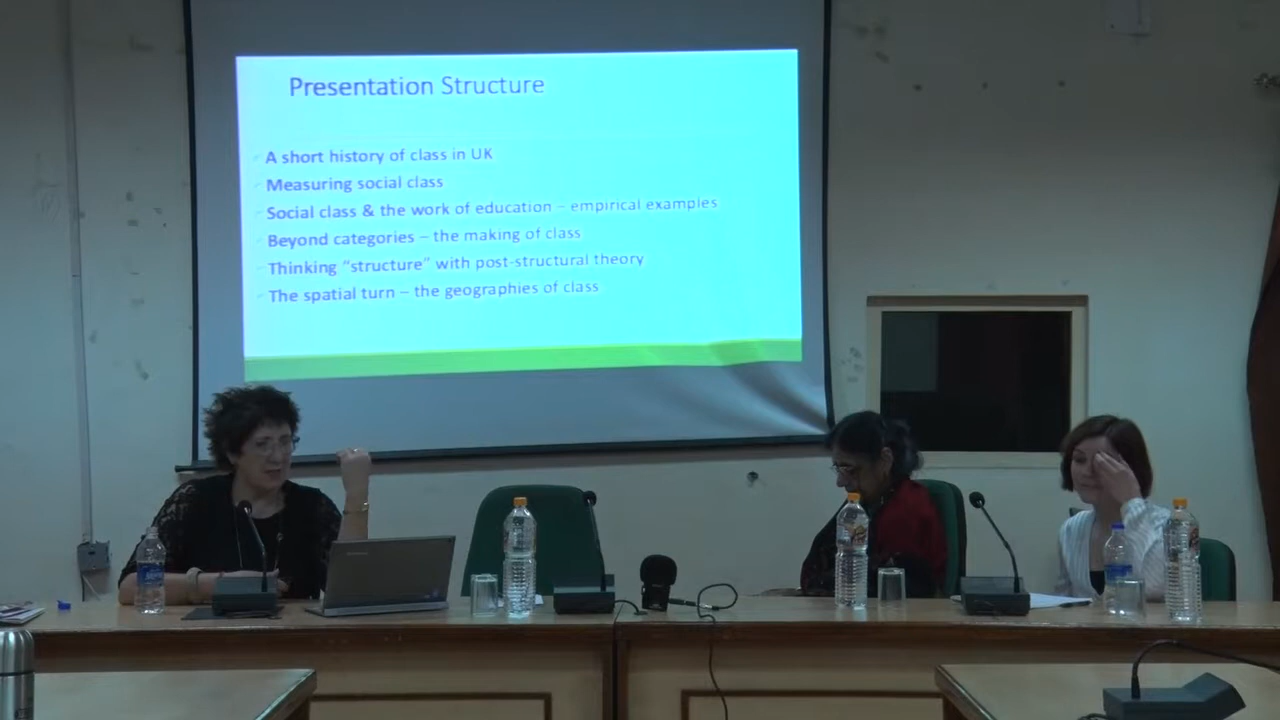 Presentation Structure
A short history of class in UK
Measuring social class
Social class & the work of education – empirical examples
Beyond categories – the making of class
Thinking “structure” with post-structural theory
The spatial turn – the geographies of class